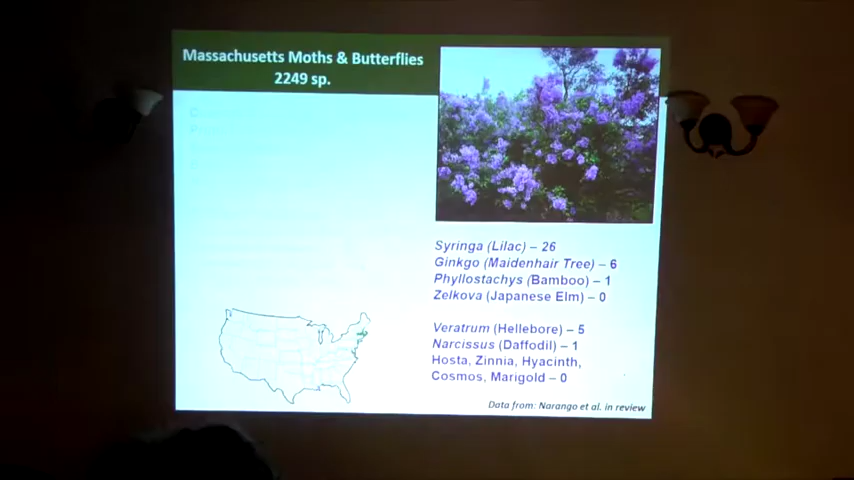 Massachusetts Moths & Butterflies
2249 sp.
Syringa (Lilac) – 26
Ginkgo (Maidenhair Tree) – 6
Phyllostachys (Bamboo) – 1
Zelkova (Japanese Elm) – 0
Veratrum (Hellebore) – 5
Narcissus (Daffodil) – 1
Hosta, Zinnia, Hyacinth,
Cosmos, Marigold – 0
Data from: Narango et al. in review